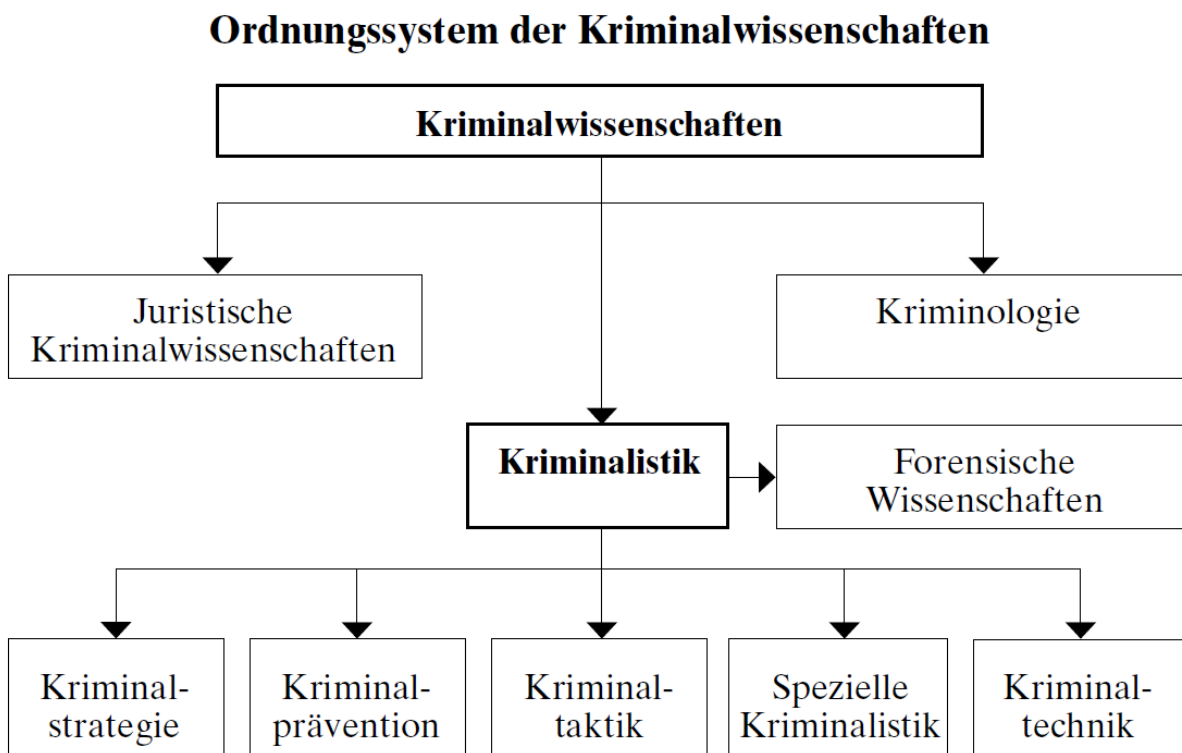 Ordnungssystem der Kriminalwissenschaften
Kriminalwissenschaften
Juristische
Kriminalwissenschaften
Kriminologie
Kriminalistik
Forensische
Wissenschaften
Kriminal-
strategie
Kriminal-
prävention
Kriminal-
taktik
Spezielle
Kriminalistik
Kriminal-
technik